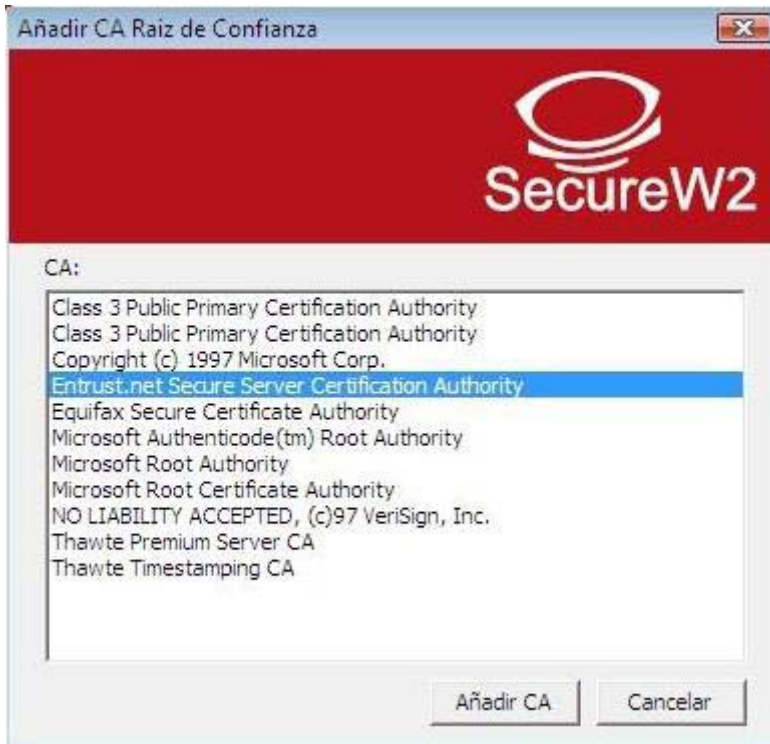 Añadir CA Raiz de Confianza
SecureW2
CA:
Class 3 Public Primary Certification Authority
Class 3 Public Primary Certification Authority
Copyright (c) 1997 Microsoft Corp.
Entrust.net Secure Server Certification Authority
Equifax Secure Certificate Authority
Microsoft Authenticode(tm) Root Authority
Microsoft Root Authority
Microsoft Root Certificate Authority
NO LIABILITY ACCEPTED, (c)97 VeriSign, Inc.
Thawte Premium Server CA
Thawte Timestamping CA
Añadir CA
Cancelar